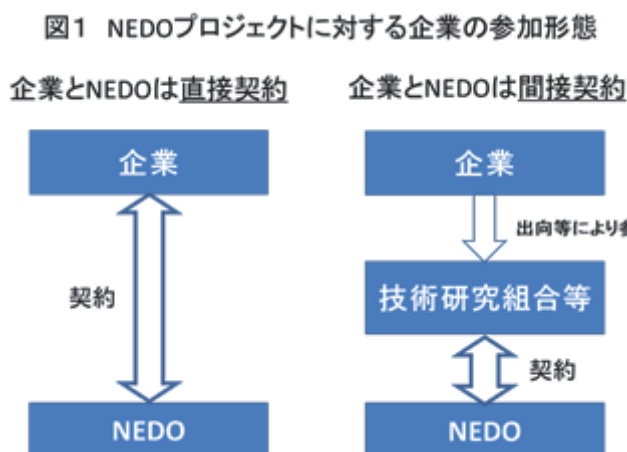 図1 NEDOプロジェクトに対する企業の参加形態
企業とNEDOは直接契約
企業
契約
NEDO
企業とNEDOは間接契約
企業
出向等により
技術研究組合等
契約
NEDO